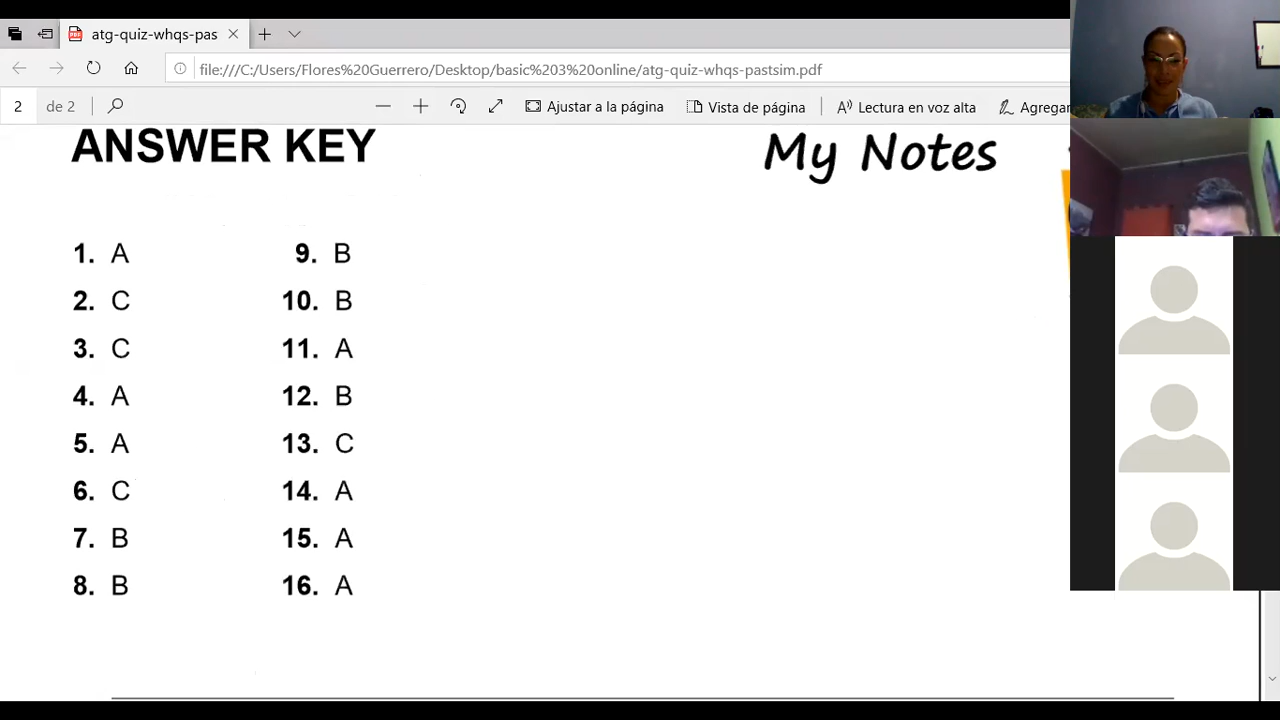 atg-quiz-whqs-pas
file:///C:/Users/Flores%20Guerrero/Desktop/basic%203%20online/atg-quiz-whqs-pastsim.pdf
2 de 2 Ajustar a la página Vista de página Lectura en voz alta Agregar
ANSWER KEY
My Notes
1. A
2. C
3. C
4. A
5. A
6. C
7. B
8. B
9. B
10. B
11. A
12. B
13. C
14. A
15. A
16. A